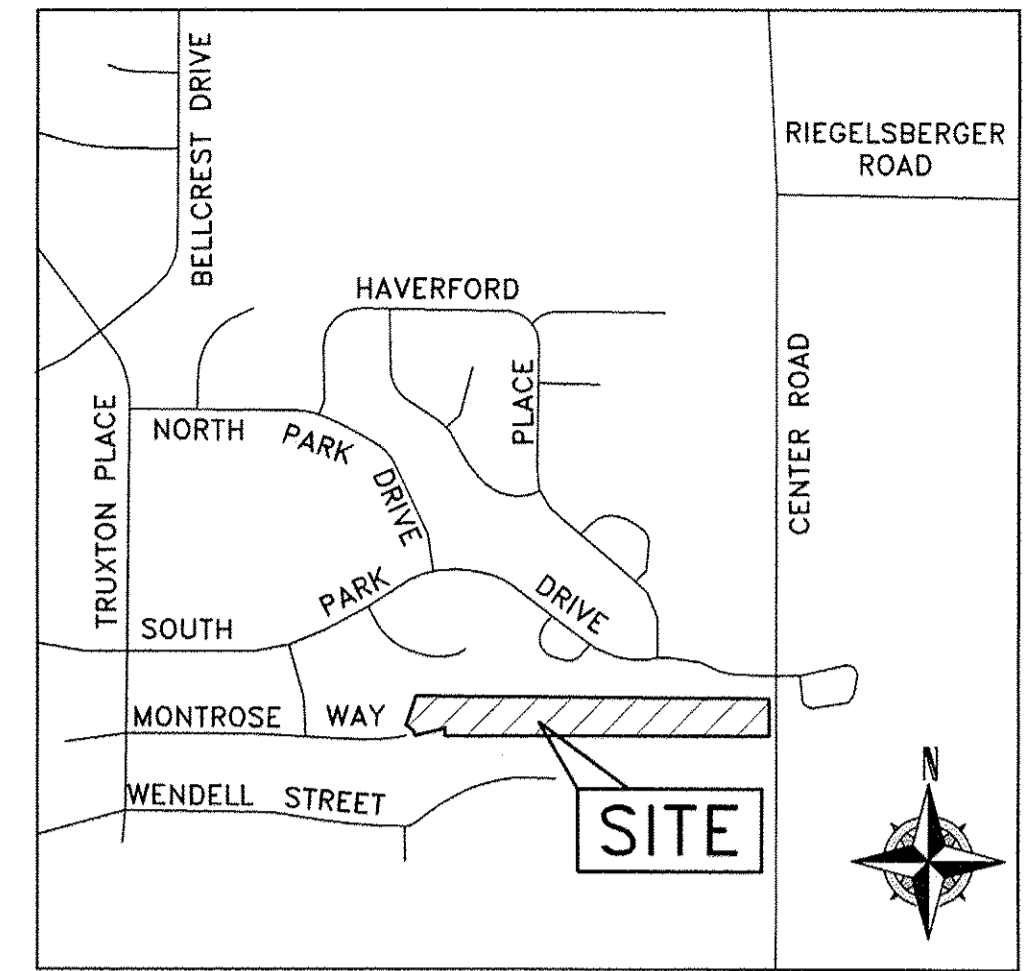 BELLCREST DRIVE
RIEGELSBERGER
ROAD
HAVERFORD
PLACE
CENTER ROAD
TRUXTON PLACE
NORTH PARK DRIVE
SOUTH PARK DRIVE
MONTROSE WAY
WENDELL STREET
SITE
N